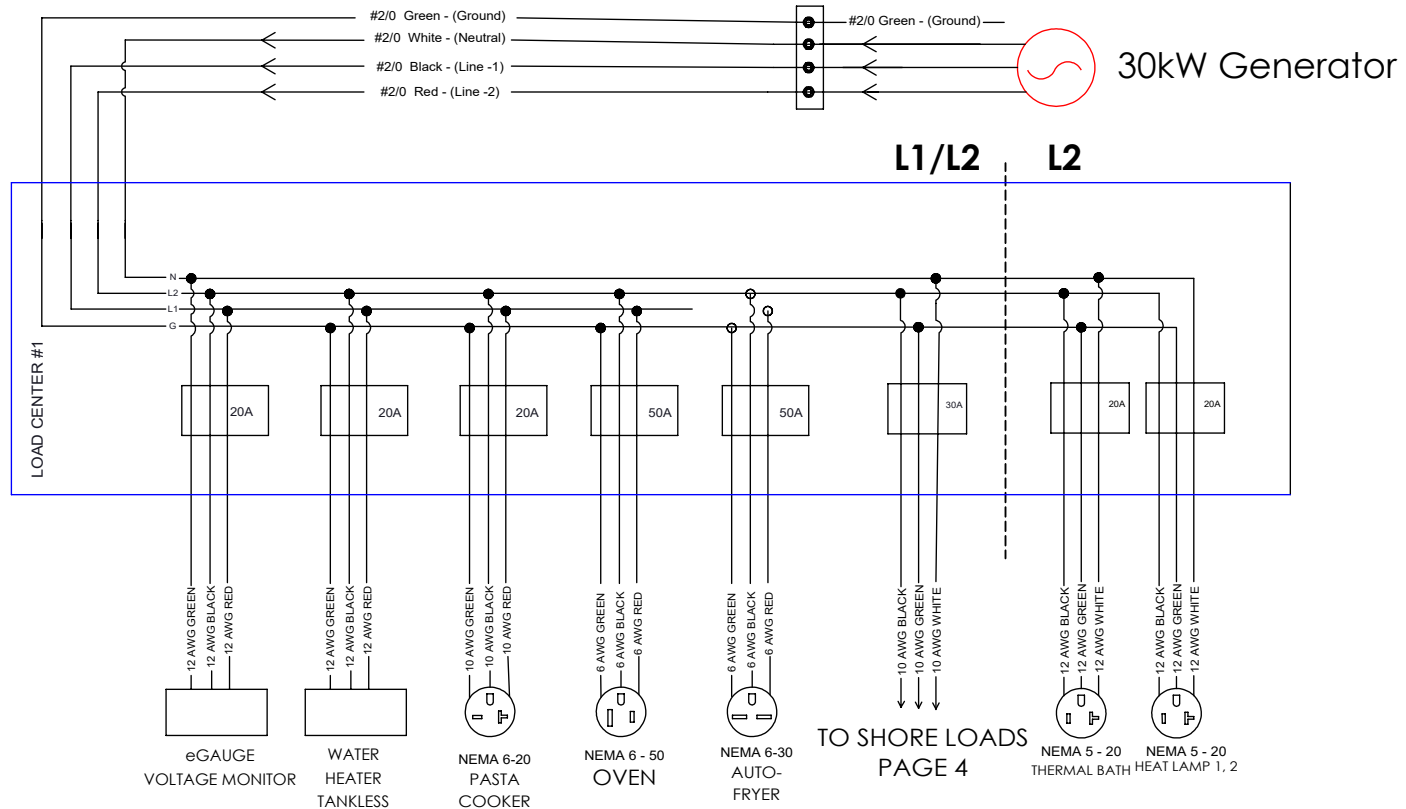 #2/0 Green - (Ground)
#2/0 Green - (Ground)
#2/0 White - (Neutral)
#2/0 Black - (Line -1)
#2/0 Red - (Line -2)
30kW Generator
L1/L2
L2
N
L2
L1
G
LOAD CENTER #1
20A
20A
20A
50A
50A
30A
20A
20A
12 AWG GREEN
12 AWG BLACK
12 AWG RED
12 AWG GREEN
12 AWG BLACK
12 AWG RED
10 AWG GREEN
10 AWG BLACK
10 AWG RED
6 AWG GREEN
6 AWG BLACK
6 AWG RED
6 AWG GREEN
6 AWG BLACK
6 AWG RED
10 AWG BLACK
10 AWG GREEN
10 AWG WHITE
12 AWG BLACK
12 AWG GREEN
12 AWG WHITE
12 AWG BLACK
12 AWG GREEN
12 AWG WHITE
eGAUGE
VOLTAGE MONITOR
WATER
HEATER
TANKLESS
NEMA 6-20
PASTA
COOKER
NEMA 6 - 50
OVEN
NEMA 6-30
AUTO-
FRYER
TO SHORE LOADS
PAGE 4
NEMA 5 - 20
THERMAL BATH
NEMA 5 - 20
HEAT LAMP 1, 2